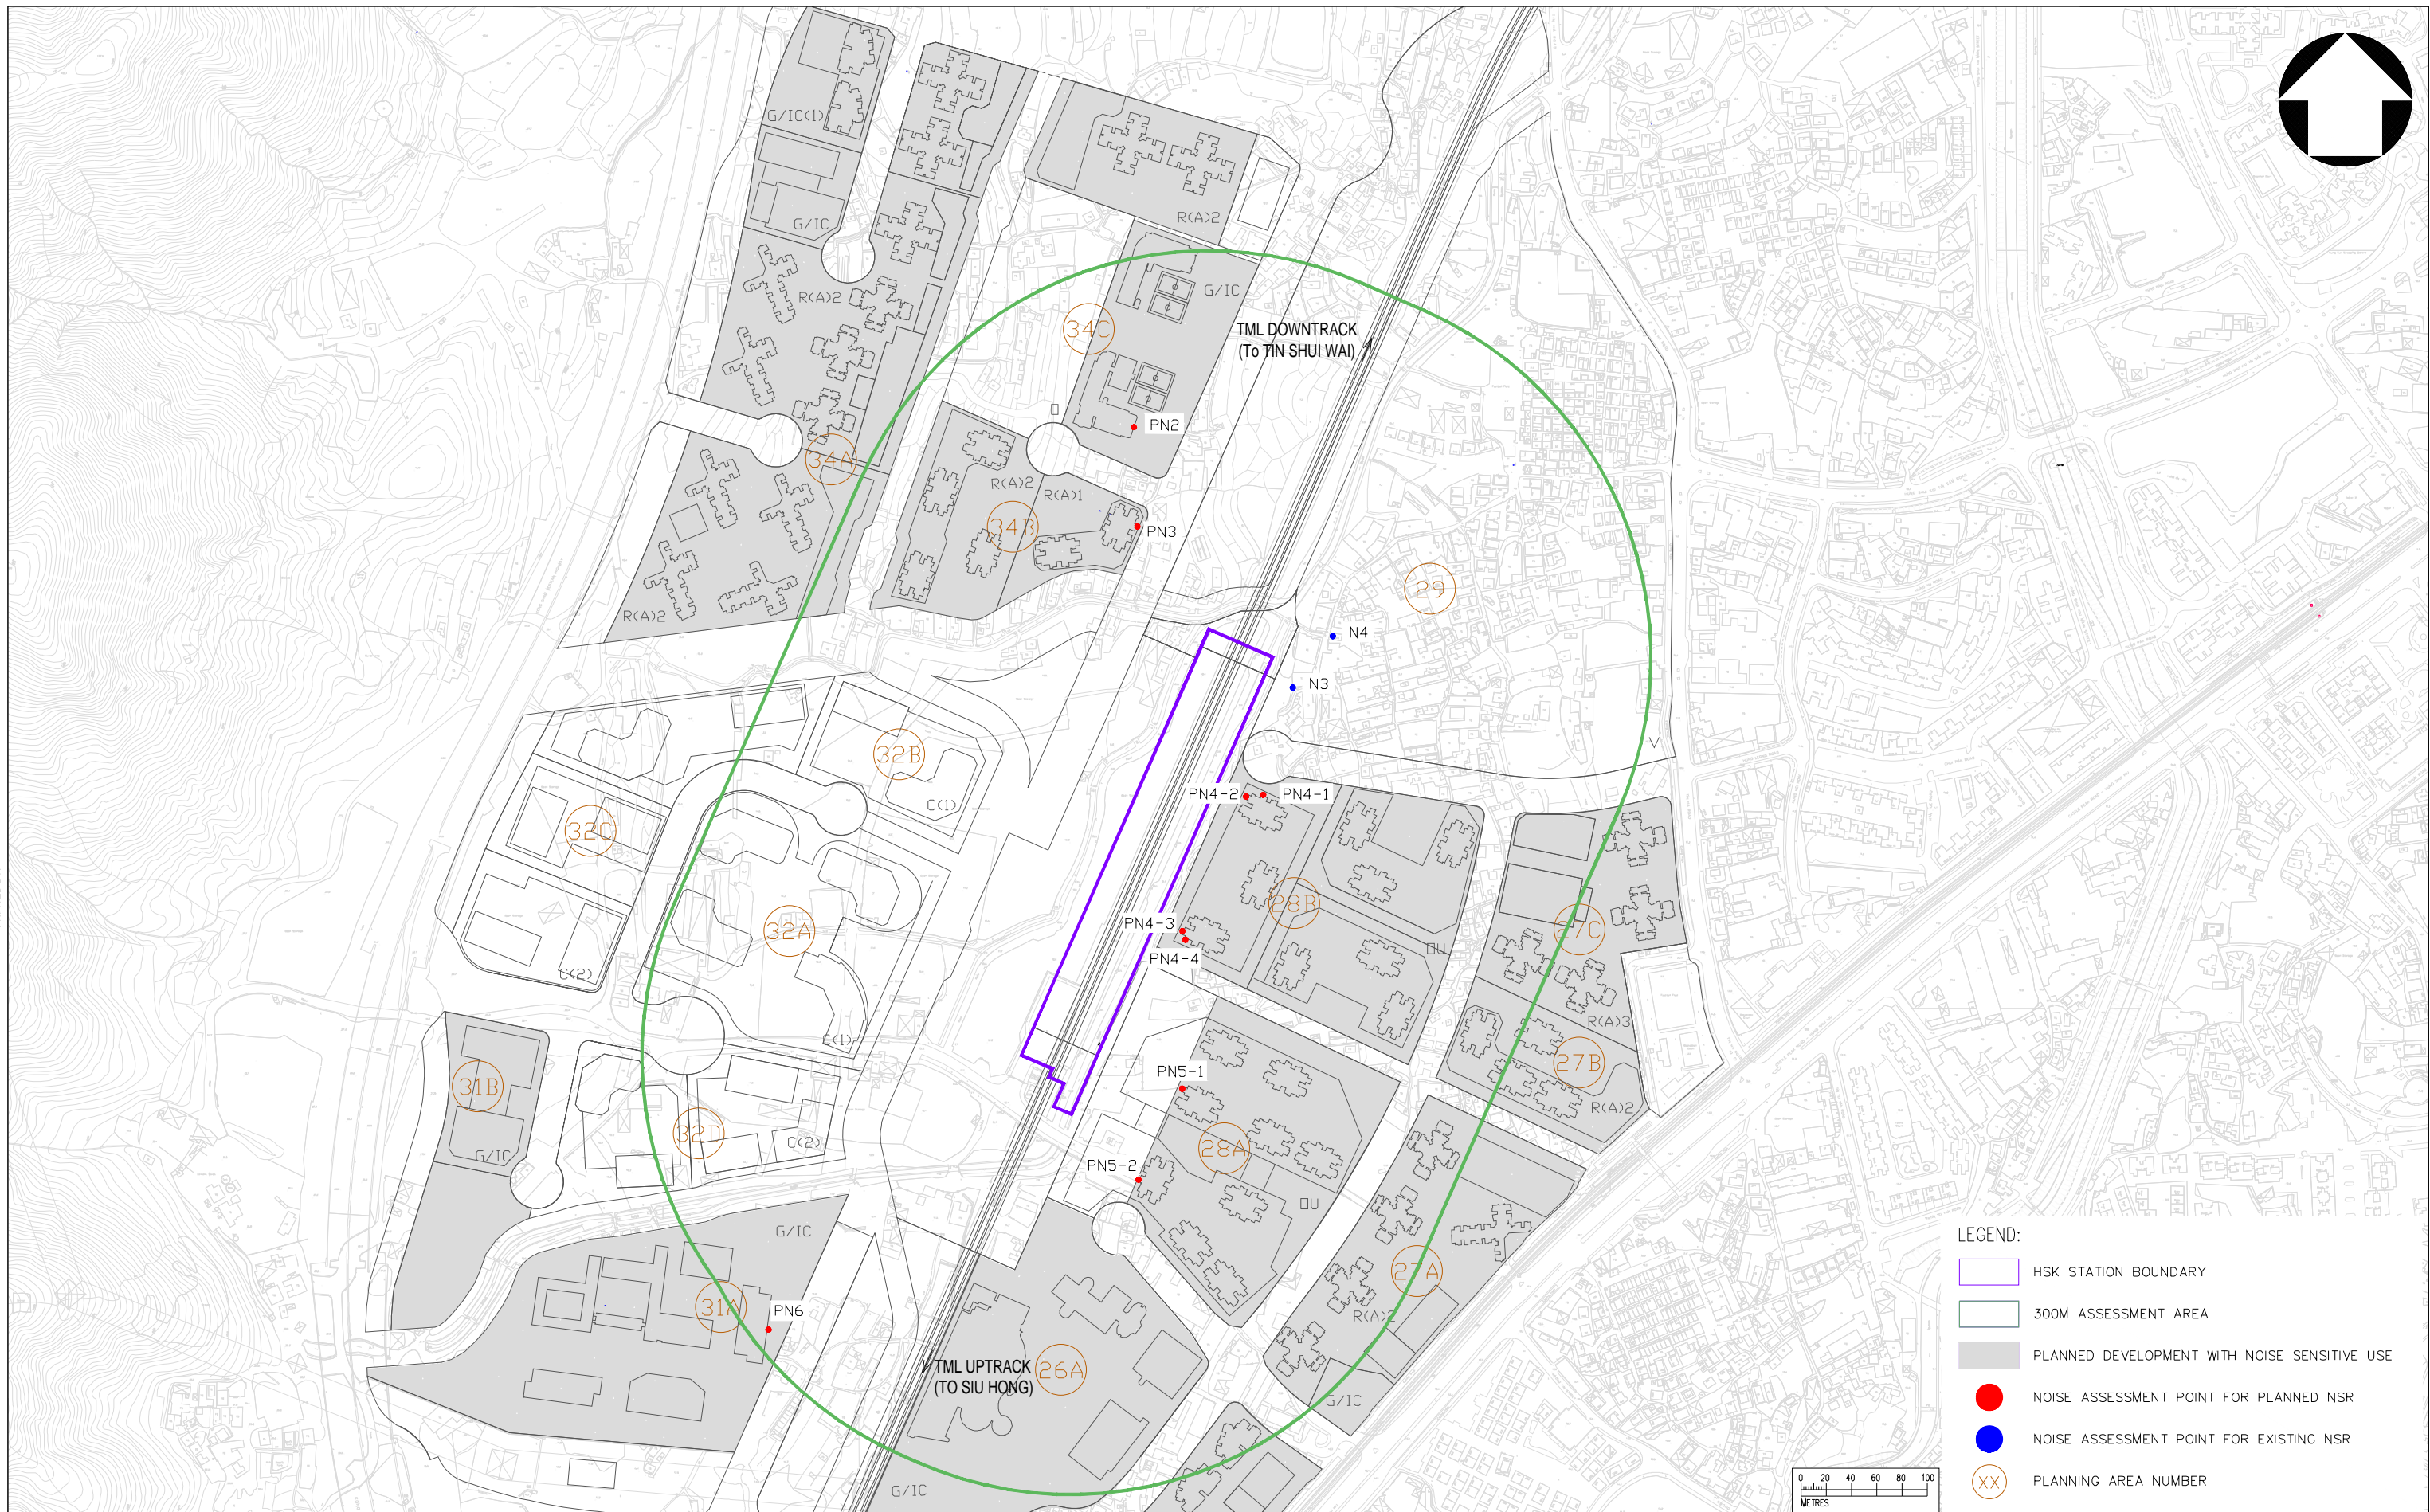 G/IC(1)
G/IC
R(A)2
R(A)2
G/IC
34C
TML DOWNTRACK
(To TIN SHUI WAI)
PN2
34A
R(A)2
R(A)1
34B
PN3
29
R(A)2
N4
N3
32B
C(1)
PN4-2
PN4-1
32C
28B
PN4-3
32A
27C
OU
PN4-4
C(2)
R(A)3
C(1)
27B
31B
PN5-1
R(A)2
32D
C(2)
28A
G/IC
PN5-2
OU
G/IC
27A
31A
PN6
R(A)2
TML UPTRACK
(TO SIU HONG)
26A
G/IC
G/IC
LEGEND:
HSK STATION BOUNDARY
300M ASSESSMENT AREA
PLANNED DEVELOPMENT WITH NOISE SENSITIVE USE
NOISE ASSESSMENT POINT FOR PLANNED NSR
NOISE ASSESSMENT POINT FOR EXISTING NSR
XX PLANNING AREA NUMBER
0 20 40 60 80 100
METRES